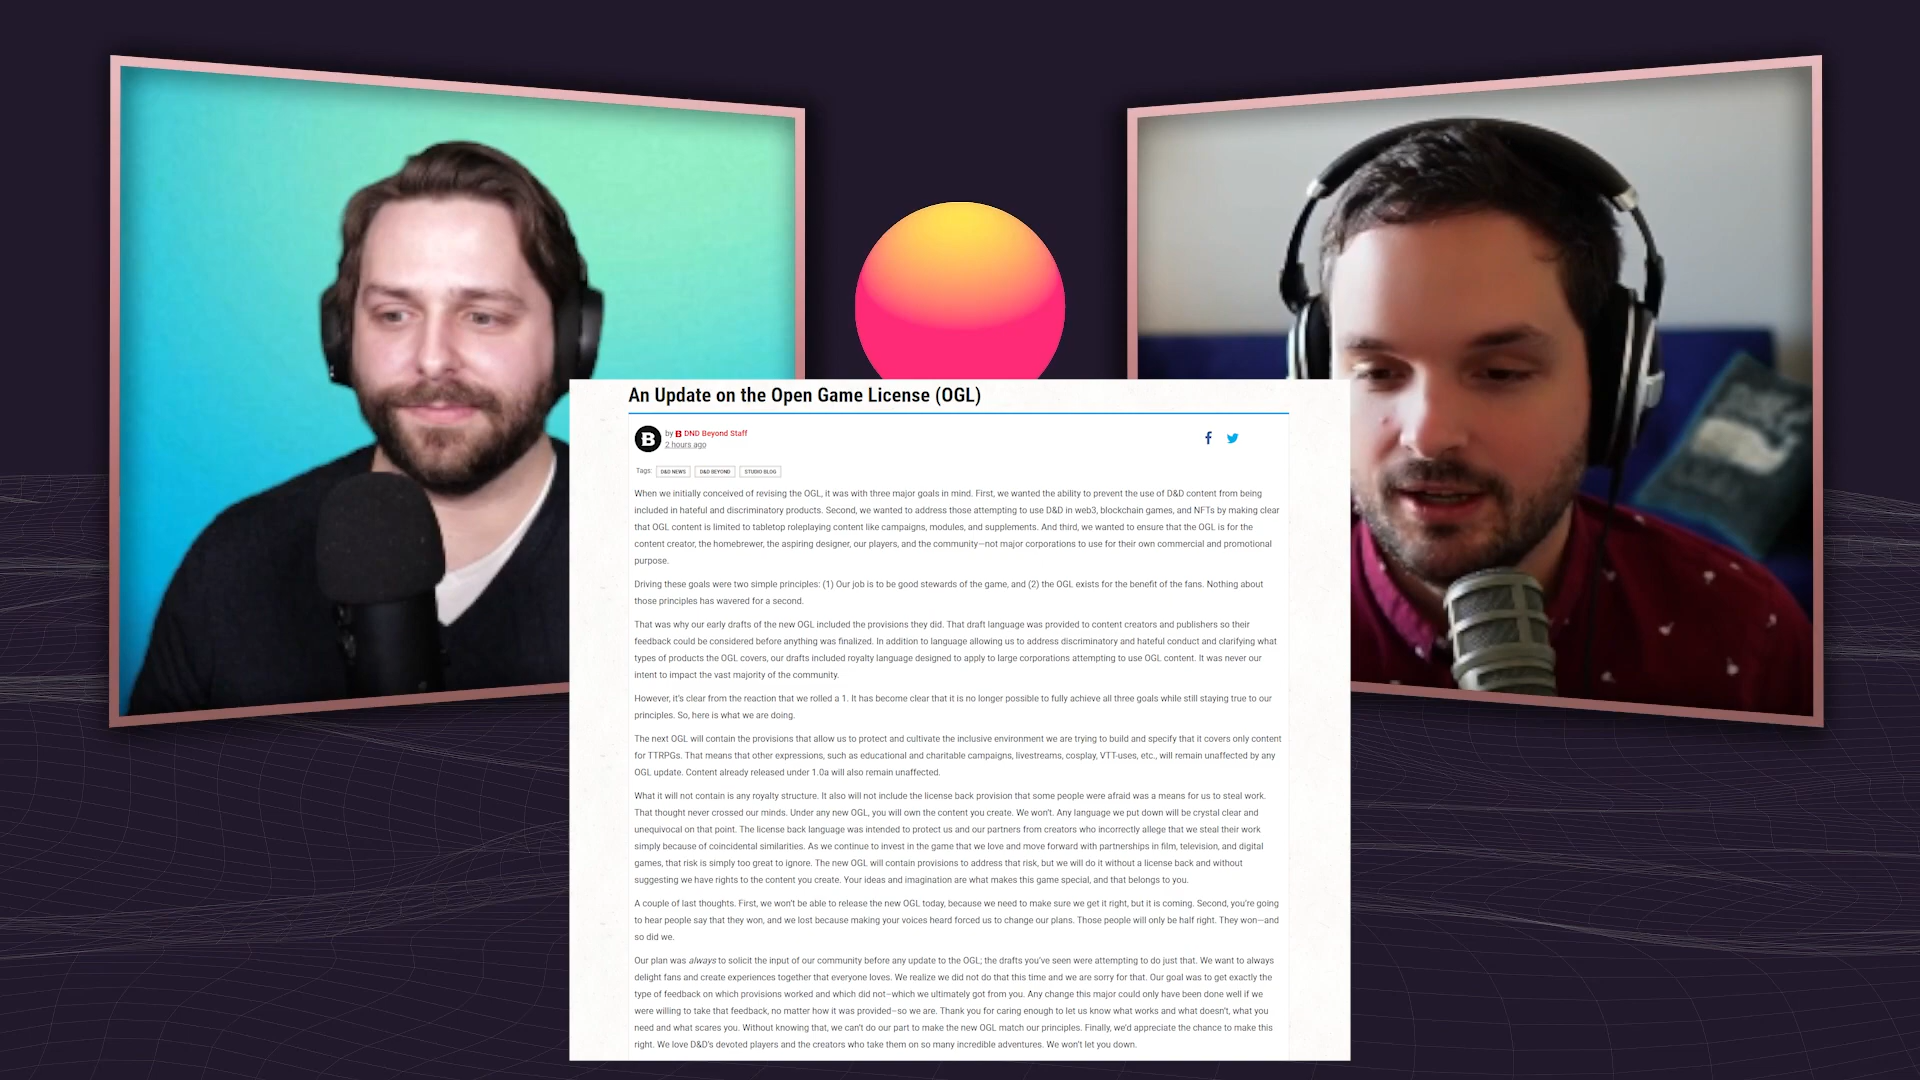 An Update on the Open Game License (OGL)
B
by B DND Beyond Staff
2 hours ago
Tags: D&D NEWS D&D BEYOND STUDIO BLOG
When we initially conceived of revising the OGL, it was with three major goals in mind. First, we wanted the ability to prevent the use of D&D content from being
included in hateful and discriminatory products. Second, we wanted to address those attempting to use D&D in web3, blockchain games, and NFTs by making clear
that OGL content is limited to tabletop roleplaying content like campaigns, modules, and supplements. And third, we wanted to ensure that the OGL is for the
content creator, the homebrewer, the aspiring designer, our players, and the community—not major corporations to use for their own commercial and promotional
purpose.
Driving these goals were two simple principles: (1) Our job is to be good stewards of the game, and (2) the OGL exists for the benefit of the fans. Nothing about
those principles has wavered for a second.
That was why our early drafts of the new OGL included the provisions they did. That draft language was provided to content creators and publishers so their
feedback could be considered before anything was finalized. In addition to language allowing us to address discriminatory and hateful conduct and clarifying what
types of products the OGL covers, our drafts included royalty language designed to apply to large corporations attempting to use OGL content. It was never our
intent to impact the vast majority of the community.
However, it's clear from the reaction that we rolled a 1. It has become clear that it is no longer possible to fully achieve all three goals while still staying true to our
principles. So, here is what we are doing.
The next OGL will contain the provisions that allow us to protect and cultivate the inclusive environment we are trying to build and specify that it covers only content
for TTRPGs. That means that other expressions, such as educational and charitable campaigns, livestreams, cosplay, VTT-uses, etc., will remain unaffected by any
OGL update. Content already released under 1.0a will also remain unaffected.
What it will not contain is any royalty structure. It also will not include the license back provision that some people were afraid was a means for us to steal work.
That thought never crossed our minds. Under any new OGL, you will own the content you create. We won't. Any language we put down will be crystal clear and
unequivocal on that point. The license back language was intended to protect us and our partners from creators who incorrectly allege that we steal their work
simply because of coincidental similarities. As we continue to invest in the game that we love and move forward with partnerships in film, television, and digital
games, that risk is simply too great to ignore. The new OGL will contain provisions to address that risk, but we will do it without a license back and without
suggesting we have rights to the content you create. Your ideas and imagination are what makes this game special, and that belongs to you.
A couple of last thoughts. First, we won't be able to release the new OGL today, because we need to make sure we get it right, but it is coming. Second, you're going
to hear people say that they won, and we lost because making your voices heard forced us to change our plans. Those people will only be half right. They won—and
so did we.
Our plan was always to solicit the input of our community before any update to the OGL; the drafts you've seen were attempting to do just that. We want to always
delight fans and create experiences together that everyone loves. We realize we did not do that this time and we are sorry for that. Our goal was to get exactly the
type of feedback on which provisions worked and which did not–which we ultimately got from you. Any change this major could only have been done well if we
were willing to take that feedback, no matter how it was provided–so we are. Thank you for caring enough to let us know what works and what doesn't, what you
need and what scares you. Without knowing that, we can't do our part to make the new OGL match our principles. Finally, we'd appreciate the chance to make this
right. We love D&D's devoted players and the creators who take them on so many incredible adventures. We won't let you down.